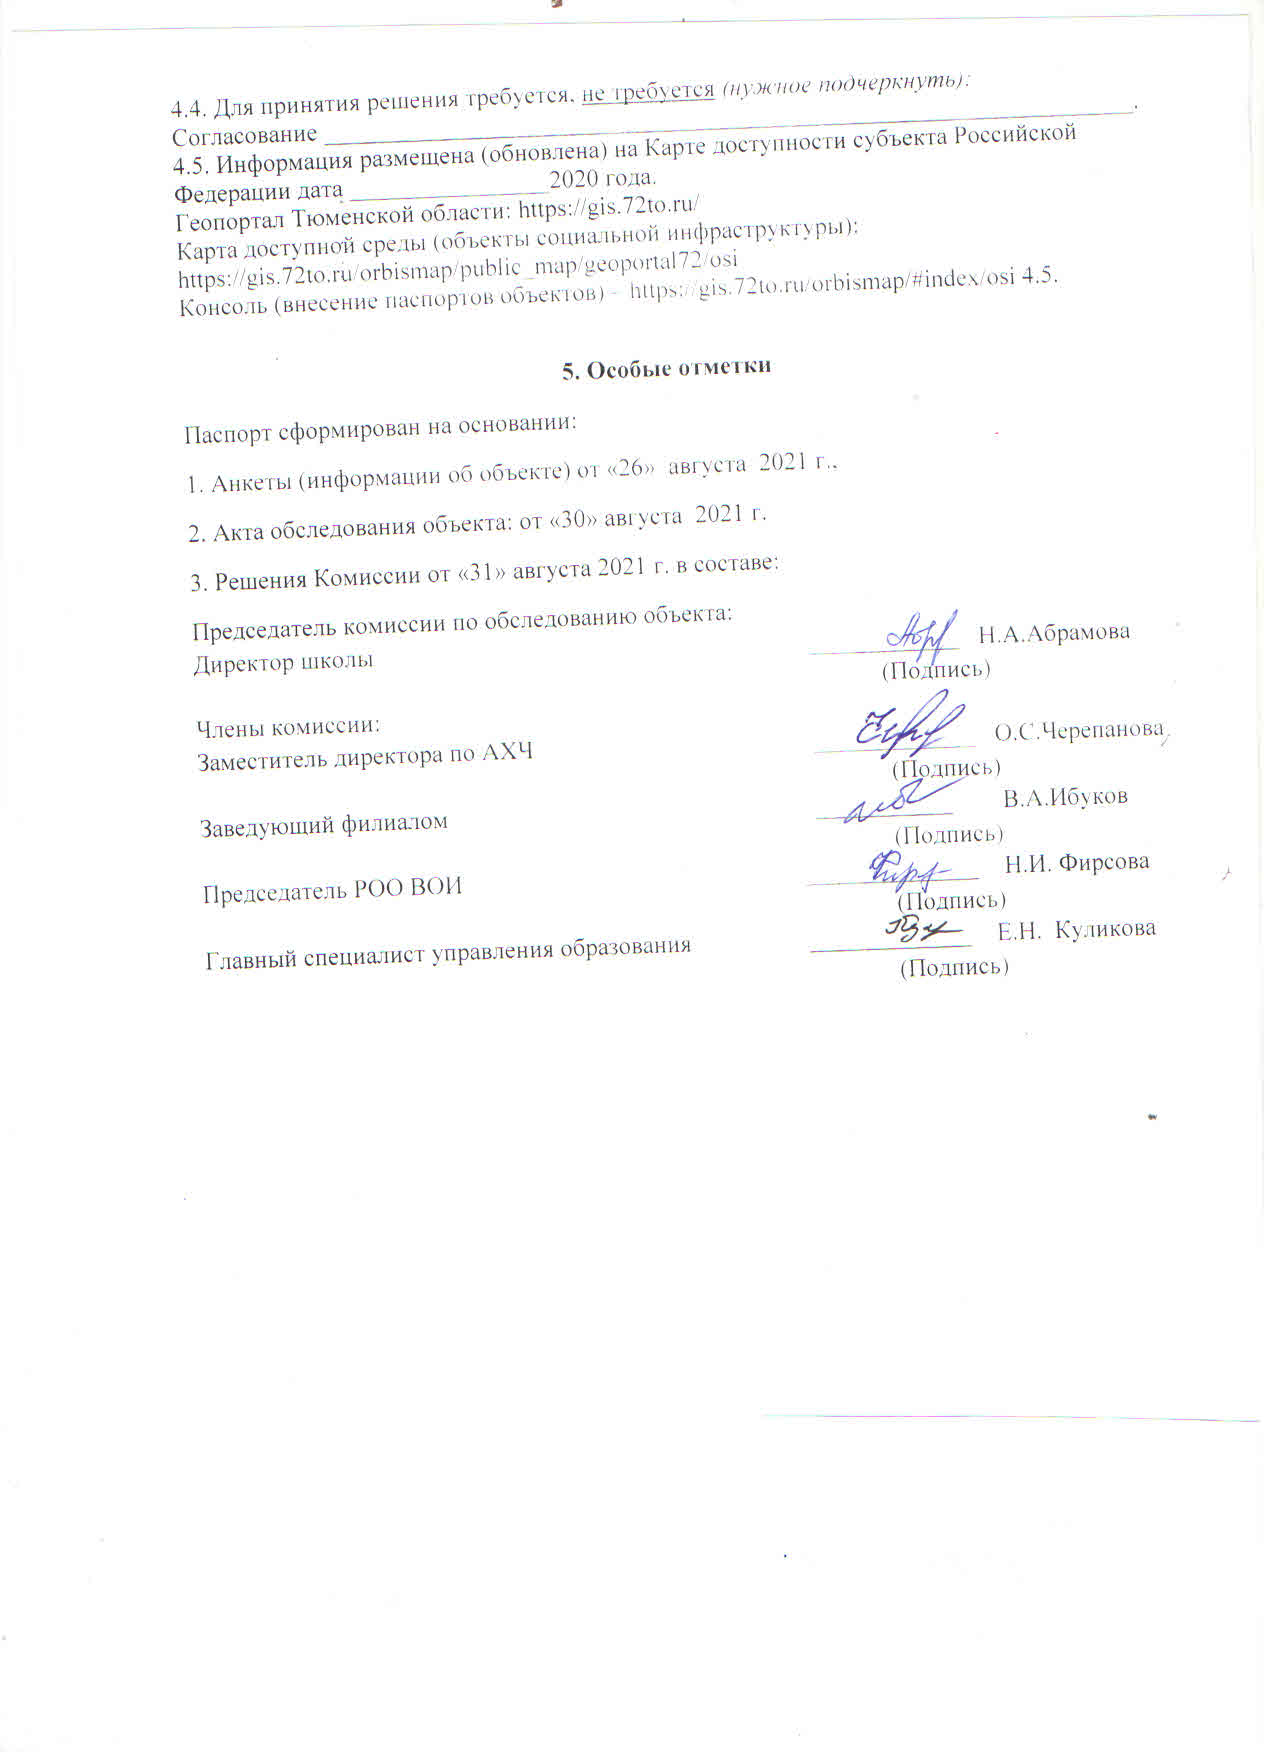 4.4. Для принятия решения требуется, не требуется (нужное подчеркнуть):
Согласование ____________________.
4.5. Информация размещена (обновлена) на Карте доступности субъекта Российской
Федерации дата ________________2020 года.
Геопортал Тюменской области: https://gis.72to.ru/
Карта доступной среды (объекты социальной инфраструктуры):
https://gis.72to.ru/orbismap/public_map/geoportal72/osi
Консоль (внесение паспортов объектов) - https://gis.72to.ru/orbismap/#index/osi 4.5.
5. Особые отметки
Паспорт сформирован на основании:
1. Анкеты (информации об объекте) от «26» августа 2021 г..
2. Акта обследования объекта: от «30» августа 2021 г.
3. Решения Комиссии от «31» августа 2021 г. в составе:
Председатель комиссии по обследованию объекта:
Директор школы ____________ Н.А.Абрамова
(Подпись)
Члены комиссии:
Заместитель директора по АХЧ ____________ О.С.Черепанова
(Подпись)
Заведующий филиалом ____________ В.А.Ибуков
(Подпись)
Председатель РОО ВОИ ____________ Н.И. Фирсова
(Подпись)
Главный специалист управления образования ____________ Е.Н. Куликова
(Подпись)